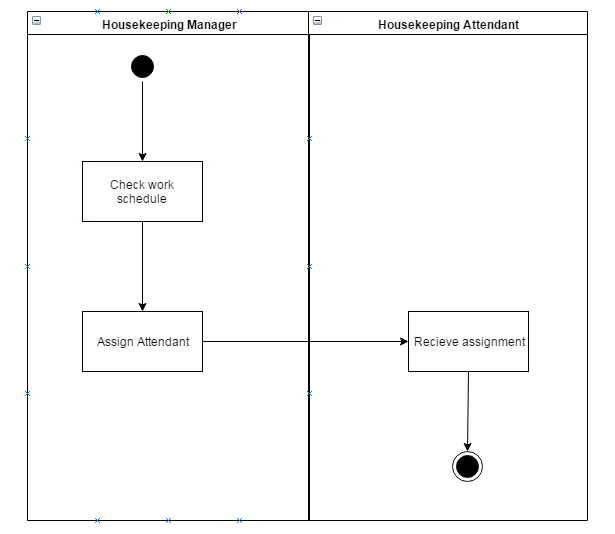 Housekeeping Manager
Housekeeping Attendant
Check work
schedule
Assign Attendant
Recieve assignment